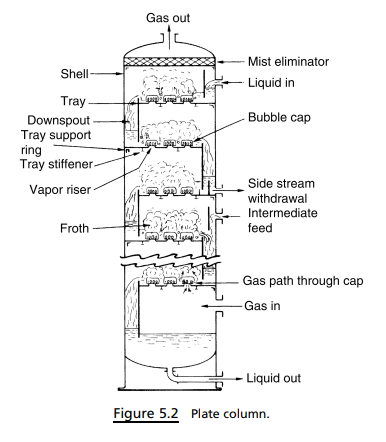 Gas out
Mist eliminator
Shell
Liquid in
Tray
Downspout
Bubble cap
Tray support
ring
Tray stiffener
Vapor riser
Side stream
withdrawal
Intermediate
feed
Froth
Gas path through cap
Gas in
Liquid out
Figure 5.2 Plate column.